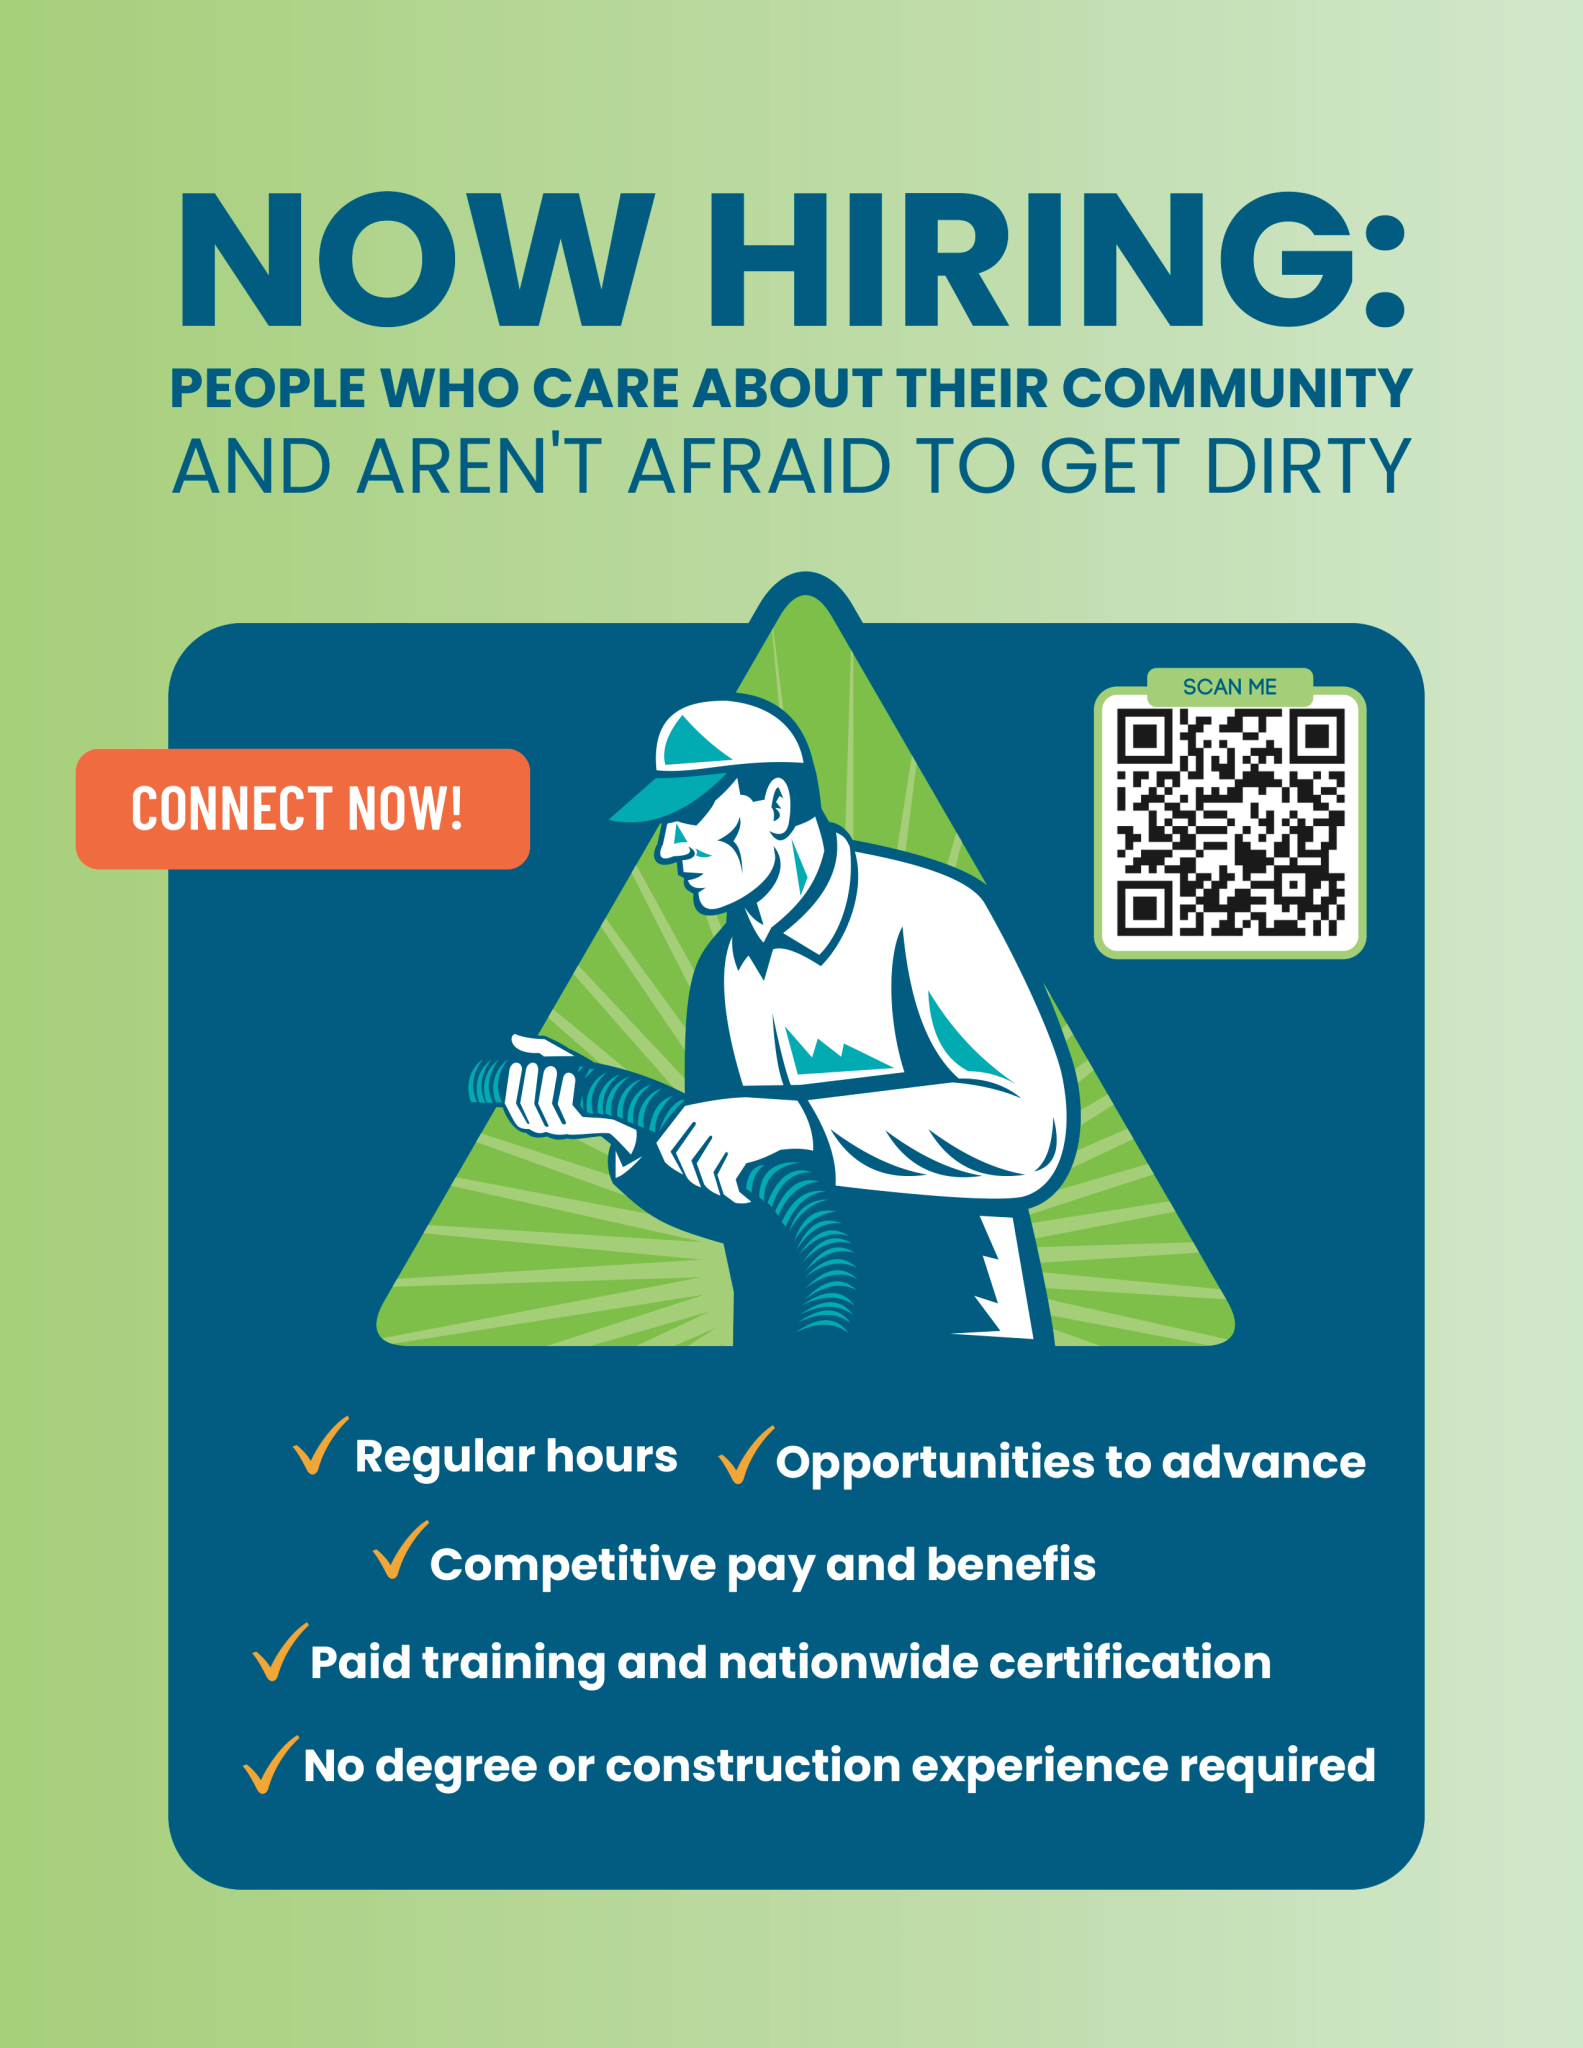 NOW HIRING:
PEOPLE WHO CARE ABOUT THEIR COMMUNITY
AND AREN'T AFRAID TO GET DIRTY
SCAN ME
CONNECT NOW!
Regular hours
Opportunities to advance
Competitive pay and benefis
Paid training and nationwide certification
No degree or construction experience required